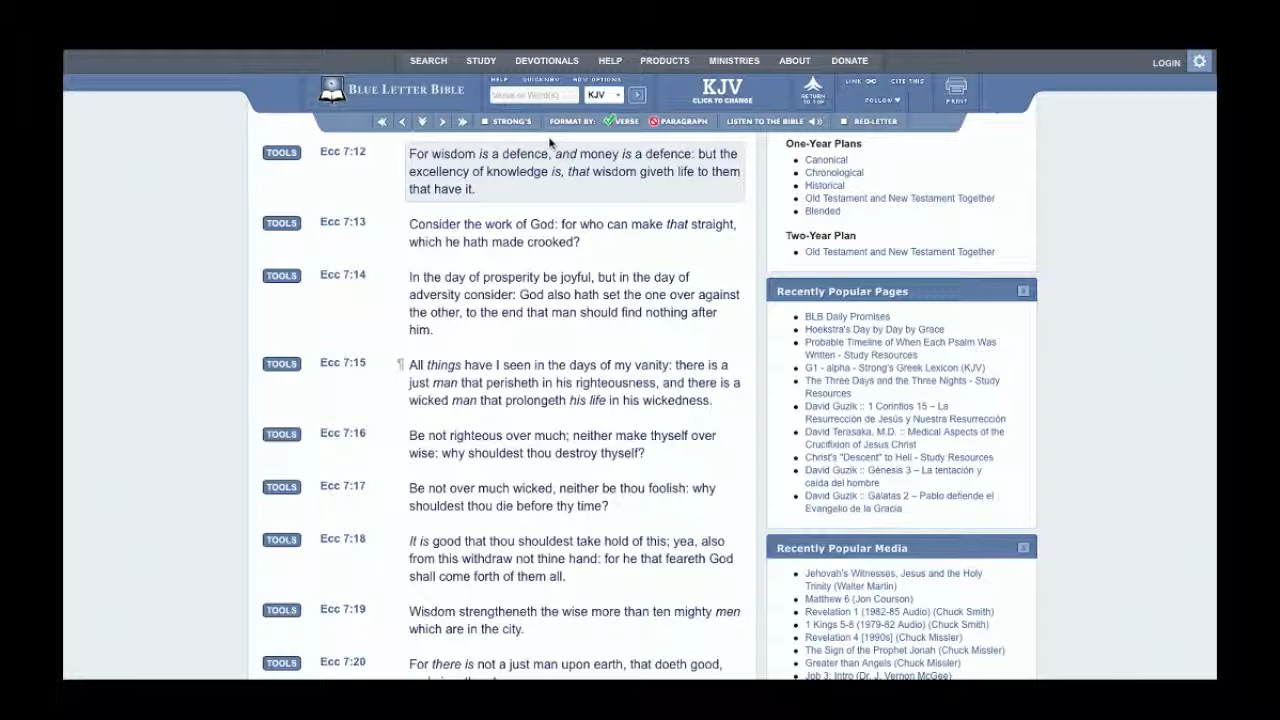 SEARCH STUDY DEVOTIONALS HELP PRODUCTS MINISTRIES ABOUT DONATE LOGIN
BLUE LETTER BIBLE
HELP QUICKNAV ADV OPTIONS
Verse or Word(s) KJV
KJV
CLICK TO CHANGE
RETURN
TO TOP
LINK CITE THIS
FOLLOW
PRINT
STRONG'S FORMAT BY: VERSE PARAGRAPH LISTEN TO THE BIBLE RED-LETTER
TOOLS Ecc 7:12 For wisdom is a defence, and money is a defence: but the
excellency of knowledge is, that wisdom giveth life to them
that have it.
TOOLS Ecc 7:13 Consider the work of God: for who can make that straight,
which he hath made crooked?
TOOLS Ecc 7:14 In the day of prosperity be joyful, but in the day of
adversity consider: God also hath set the one over against
the other, to the end that man should find nothing after
him.
TOOLS Ecc 7:15 ¶ All things have I seen in the days of my vanity: there is a
just man that perisheth in his righteousness, and there is a
wicked man that prolongeth his life in his wickedness.
TOOLS Ecc 7:16 Be not righteous over much; neither make thyself over
wise: why shouldest thou destroy thyself?
TOOLS Ecc 7:17 Be not over much wicked, neither be thou foolish: why
shouldest thou die before thy time?
TOOLS Ecc 7:18 It is good that thou shouldest take hold of this; yea, also
from this withdraw not thine hand: for he that feareth God
shall come forth of them all.
TOOLS Ecc 7:19 Wisdom strengtheneth the wise more than ten mighty men
which are in the city.
TOOLS Ecc 7:20 For there is not a just man upon earth, that doeth good,
One-Year Plans
Canonical
Chronological
Historical
Old Testament and New Testament Together
Blended
Two-Year Plan
Old Testament and New Testament Together
Recently Popular Pages
BLB Daily Promises
Hoekstra's Day by Day by Grace
Probable Timeline of When Each Psalm Was
Written - Study Resources
G1 - alpha - Strong's Greek Lexicon (KJV)
The Three Days and the Three Nights - Study
Resources
David Guzik :: 1 Corintios 15 – La
Resurrección de Jesús y Nuestra Resurrección
David Terasaka, M.D. :: Medical Aspects of the
Crucifixion of Jesus Christ
Christ's "Descent" to Hell - Study Resources
David Guzik :: Génesis 3 – La tentación y
caída del hombre
David Guzik :: Gálatas 2 – Pablo defiende el
Evangelio de la Gracia
Recently Popular Media
Jehovah's Witnesses, Jesus and the Holy
Trinity (Walter Martin)
Matthew 6 (Jon Courson)
Revelation 1 (1982-85 Audio) (Chuck Smith)
1 Kings 5-8 (1979-82 Audio) (Chuck Smith)
Revelation 4 [1990s] (Chuck Missler)
The Sign of the Prophet Jonah (Chuck Missler)
Greater than Angels (Chuck Missler)
Job 3; Intro (Dr. J. Vernon McGee)